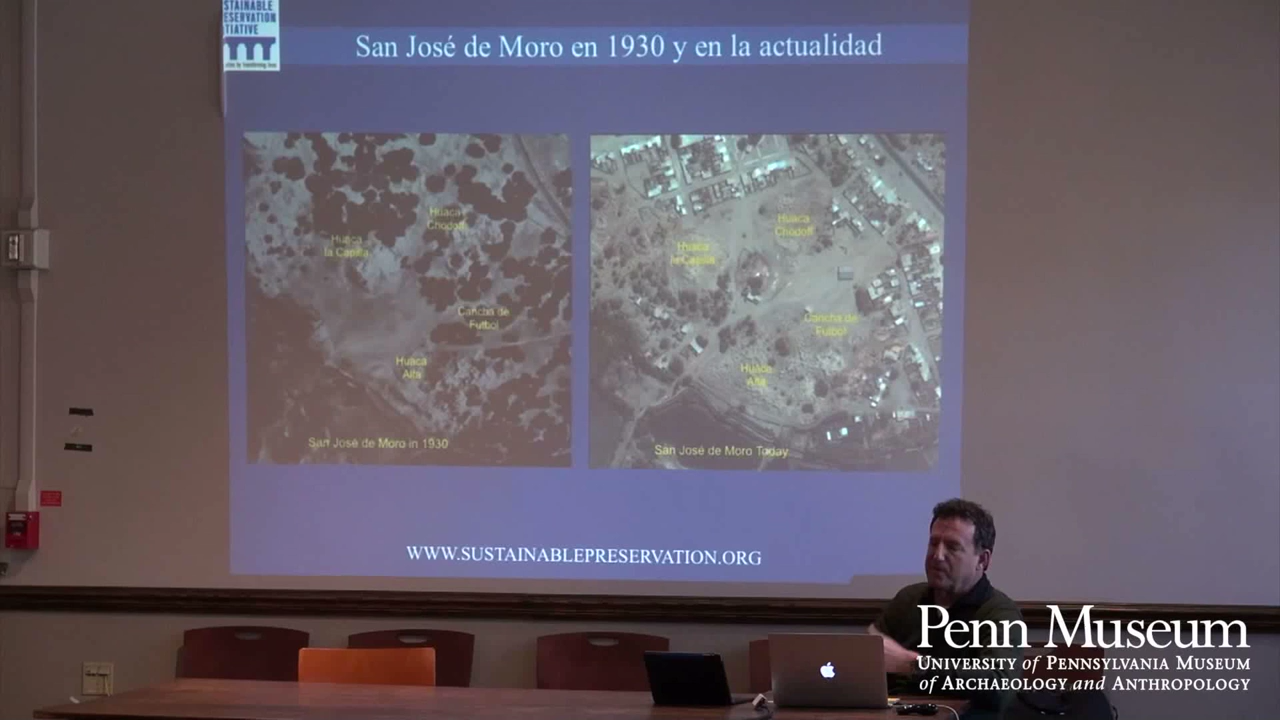 STAINABLE
ESERVATION
ITIATIVE
San José de Moro en 1930 y en la actualidad
Huaca
Chodoff
Huaca
la Capilla
Cancha de
Futbol
Huaca
Alta
San José de Moro in 1930
Huaca
Chodoff
Huaca
la Capilla
Cancha de
Futbol
Huaca
Alta
San José de Moro Today
WWW.SUSTAINABLEPRESERVATION.ORG
Penn Museum
UNIVERSITY of PENNSYLVANIA MUSEUM
of ARCHAEOLOGY and ANTHROPOLOGY